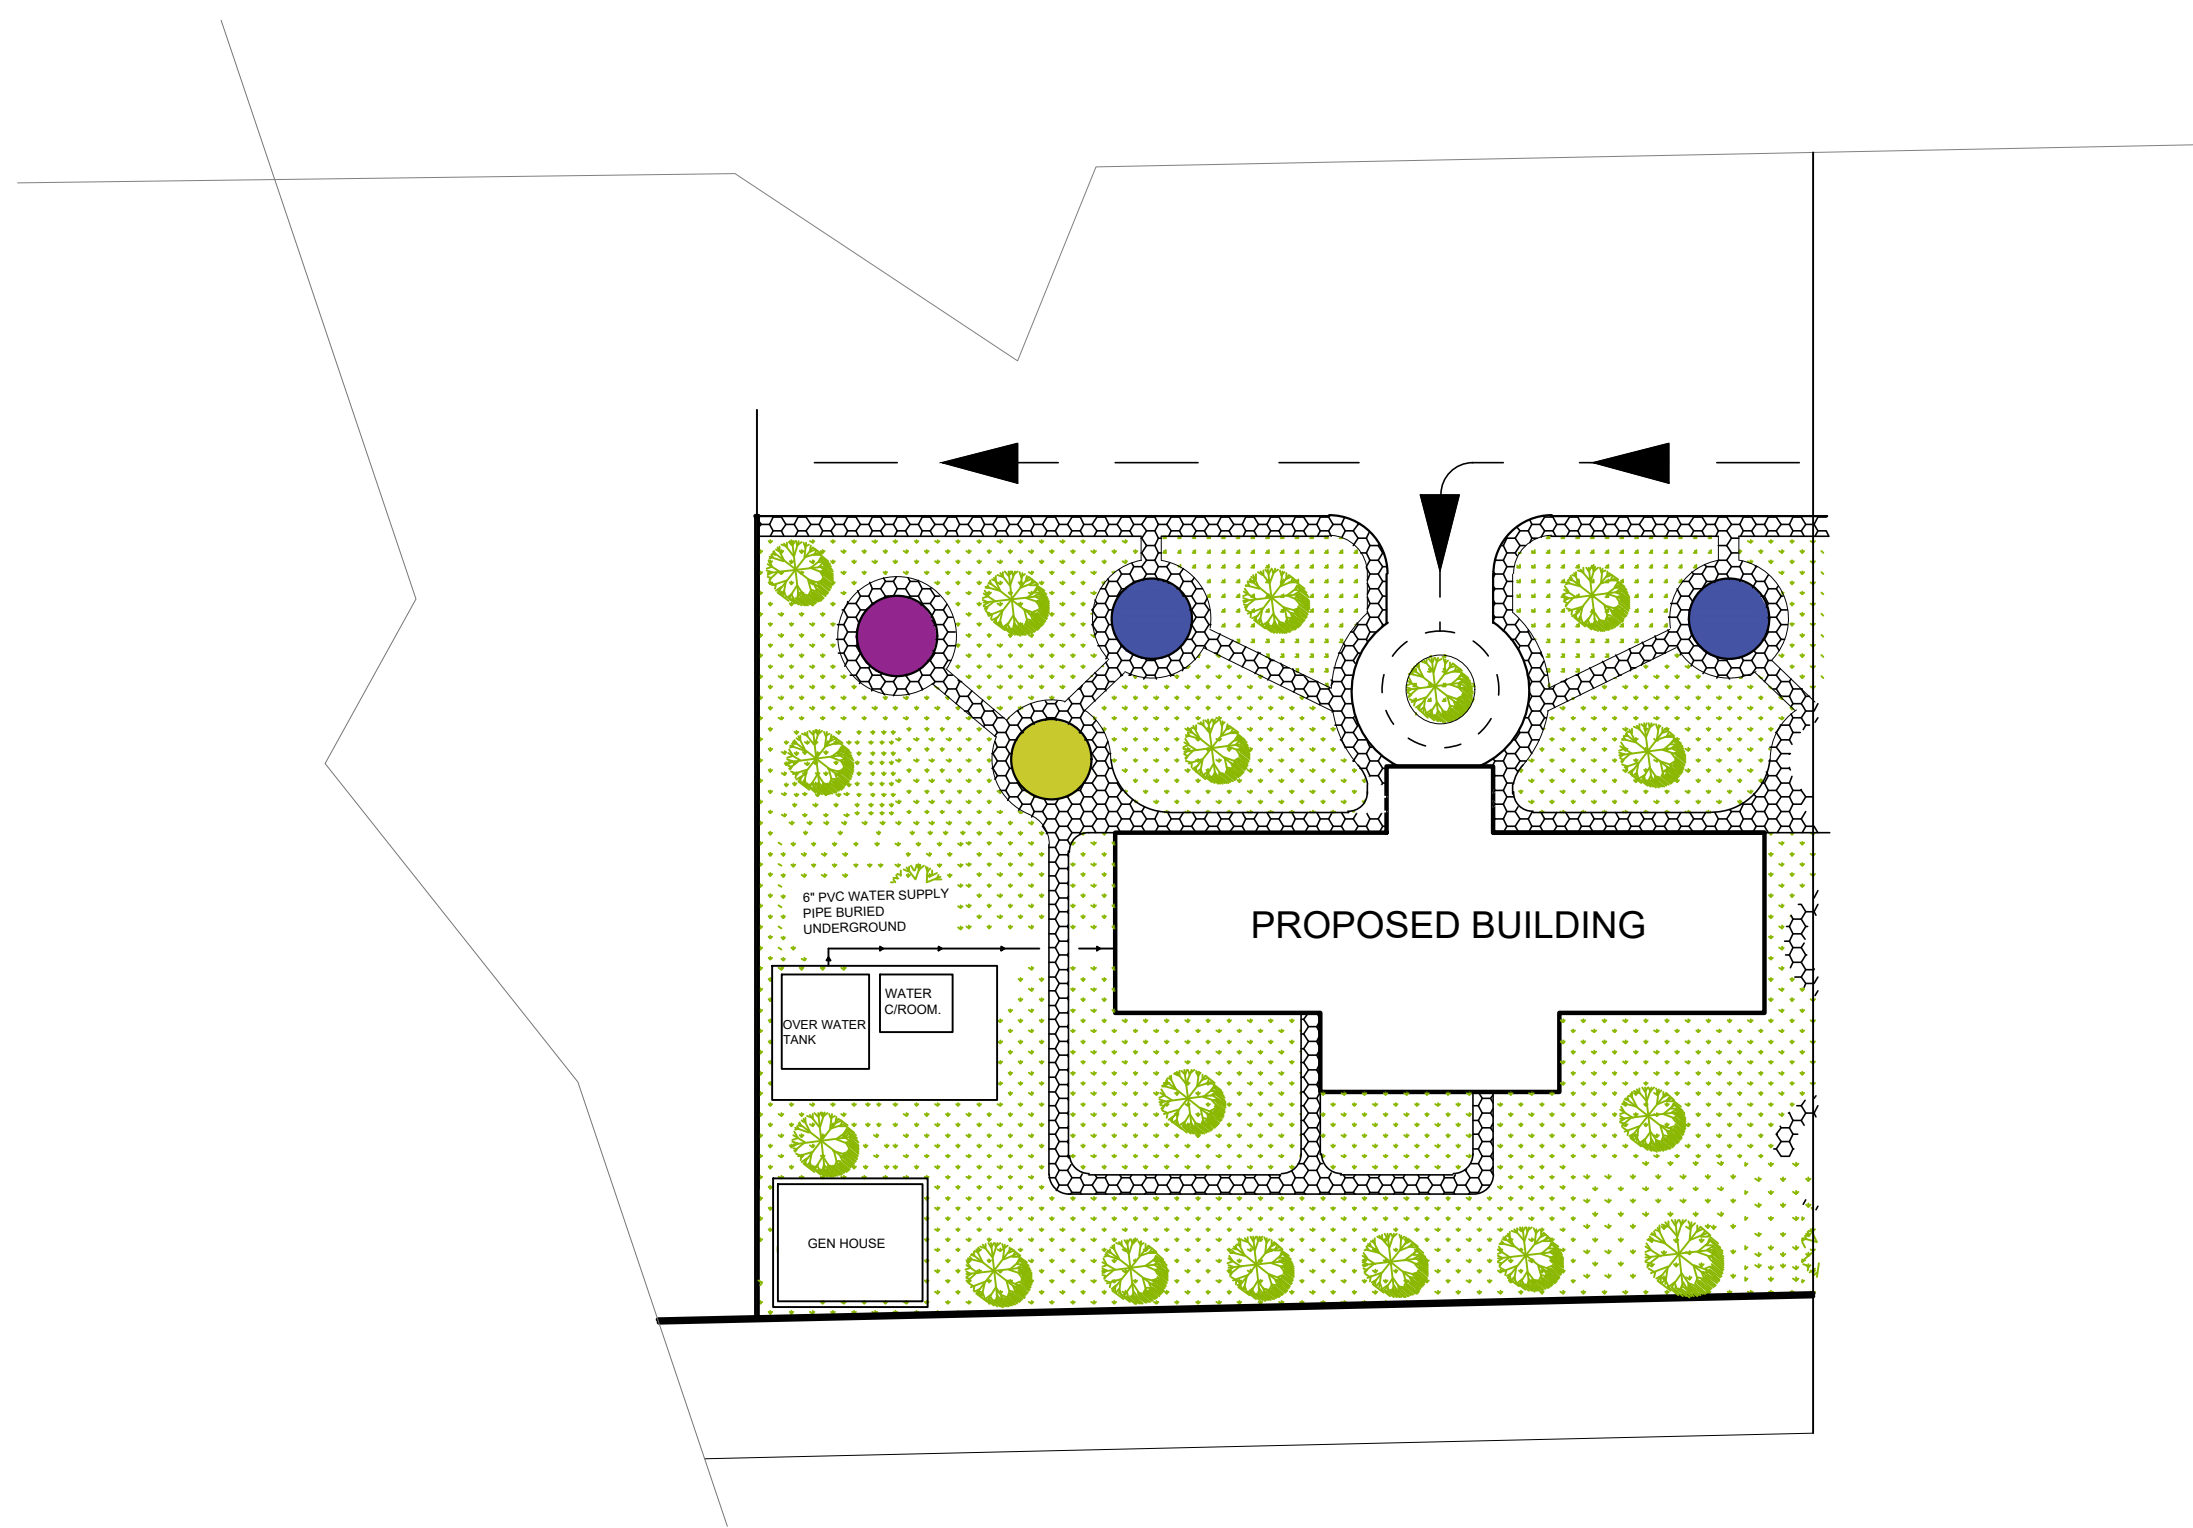 6" PVC WATER SUPPLY
PIPE BURIED
UNDERGROUND
PROPOSED BUILDING
WATER
C/ROOM.
OVER WATER
TANK
GEN HOUSE